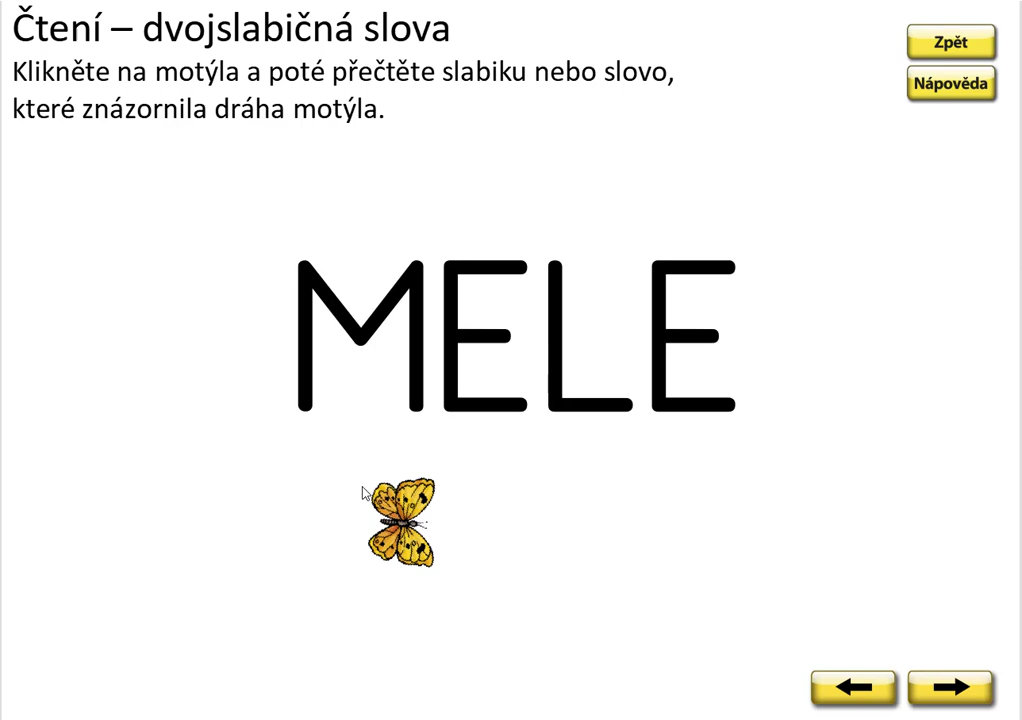 Čtení – dvojslabičná slova
Klikněte na motýla a poté přečtěte slabiku nebo slovo,
které znázornila dráha motýla.
Zpět
Nápověda
MELE